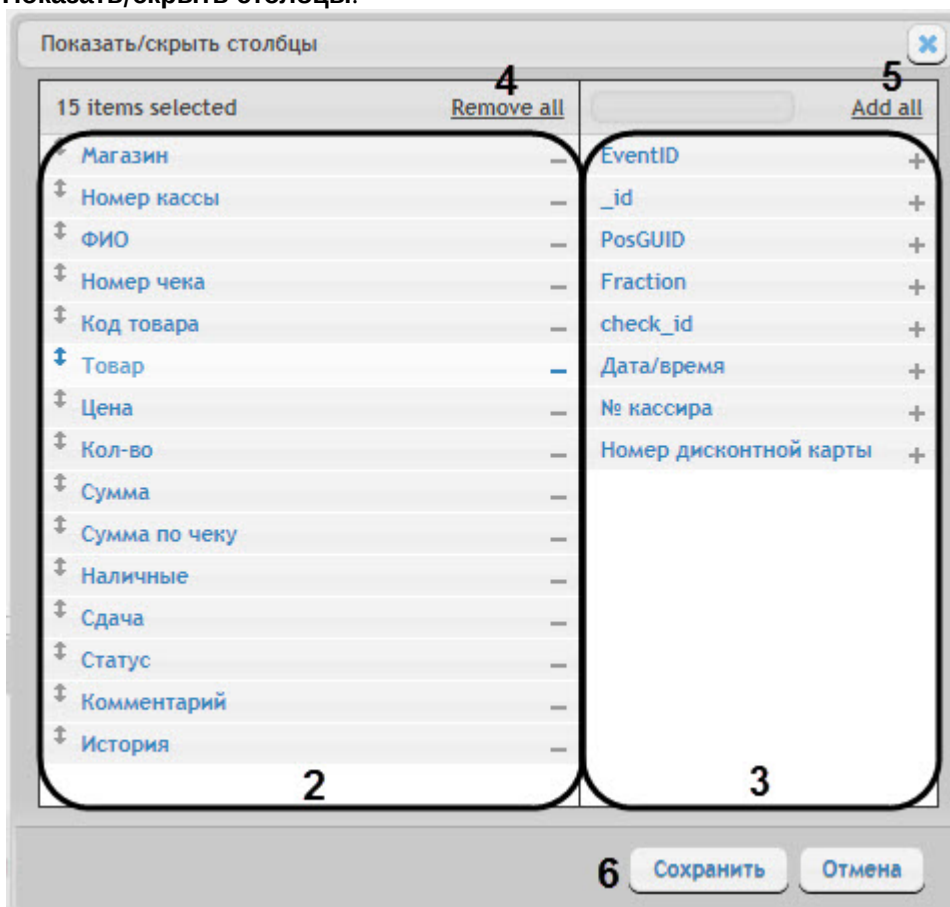 Показать/скрыть столбцы.
Показать/скрыть столбцы
4
5
15 items selected Remove all
Add all
Магазин
Номер кассы
ФИО
Номер чека
Код товара
Товар
Цена
Кол-во
Сумма
Сумма по чеку
Наличные
Сдача
Статус
Комментарий
История
2
EventID
_id
PosGUID
Fraction
check_id
Дата/время
№ кассира
Номер дисконтной карты
3
6 Сохранить Отмена